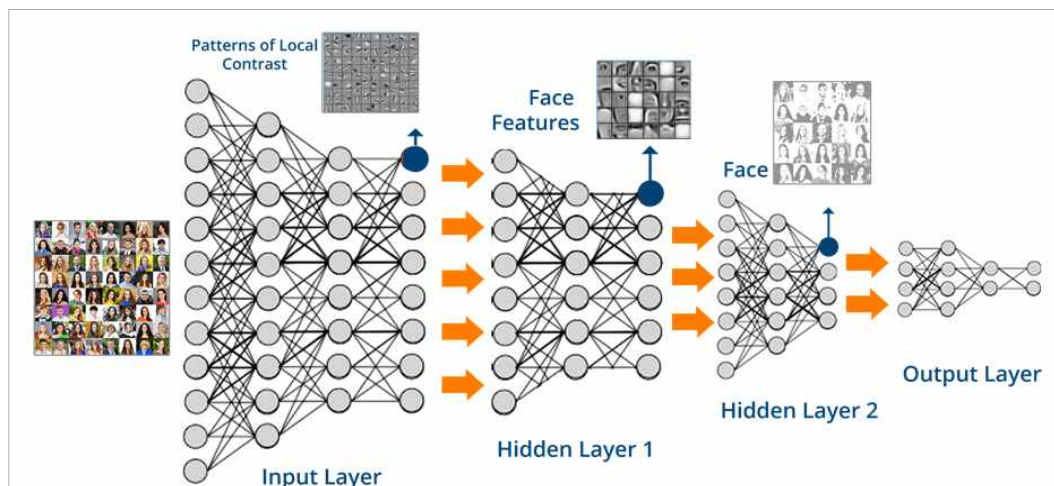 Patterns of Local
Contrast
Face
Features
Face
Input Layer
Hidden Layer 1
Hidden Layer 2
Output Layer